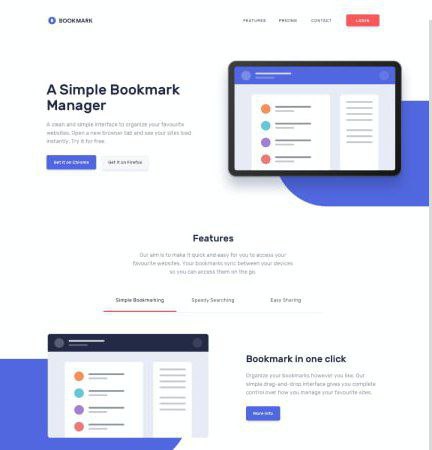 BOOKMARK
FEATURES
PRICING
CONTACT
LOGIN
A Simple Bookmark
Manager
A clean and simple interface to organize your favourite
websites. Open a new browser tab and see your sites load
instantly. Try it for free.
Get it on Chrome
Get it on Firefox
Features
Our aim is to make it quick and easy for you to access your
favourite websites. Your bookmarks sync between your devices
so you can access them on the go.
Simple Bookmarking
Speedy Searching
Easy Sharing
Bookmark in one click
Organize your bookmarks however you like. Our
simple drag-and-drop interface gives you complete
control over how you manage your favourite sites.
More Info